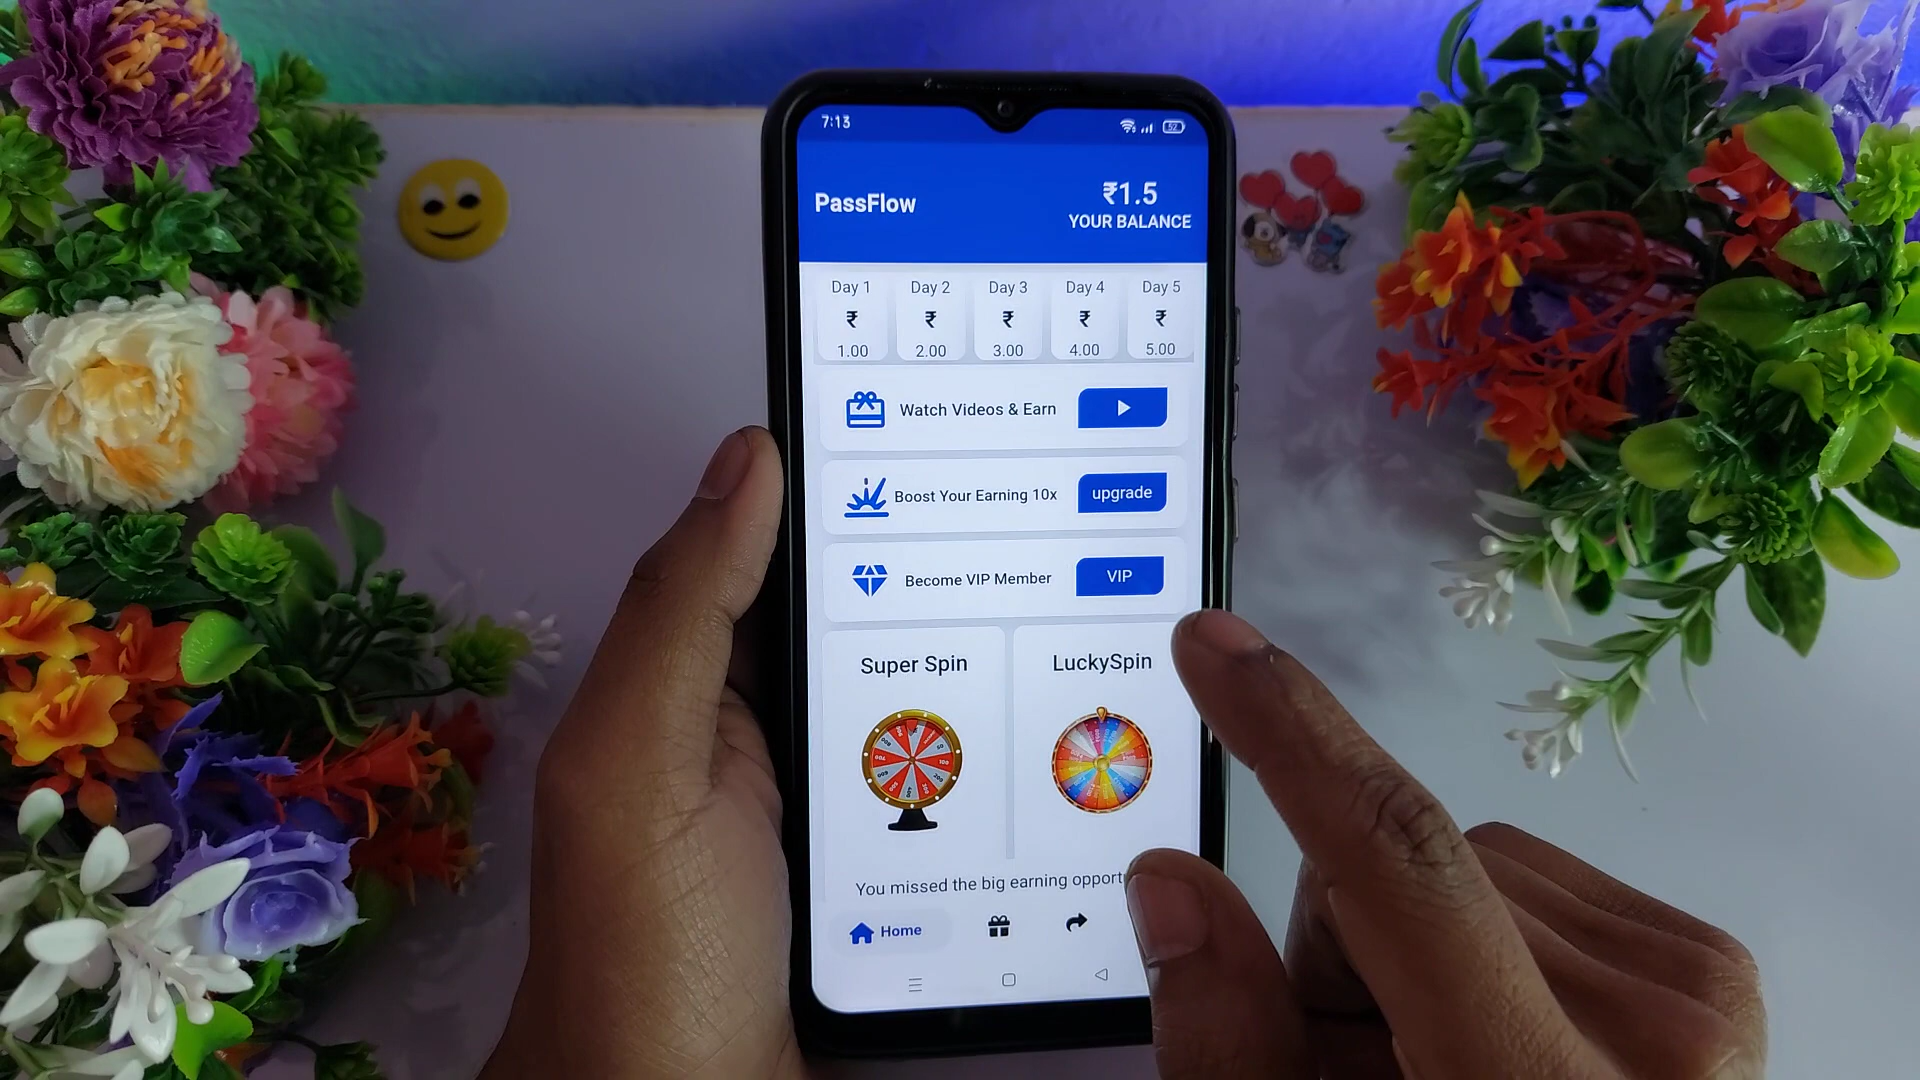 7:13
52
PassFlow
₹1.5
YOUR BALANCE
Day 1 Day 2 Day 3 Day 4 Day 5
₹ ₹ ₹ ₹ ₹
1.00 2.00 3.00 4.00 5.00
Watch Videos & Earn
Boost Your Earning 10x upgrade
Become VIP Member VIP
Super Spin LuckySpin
You missed the big earning opport
Home